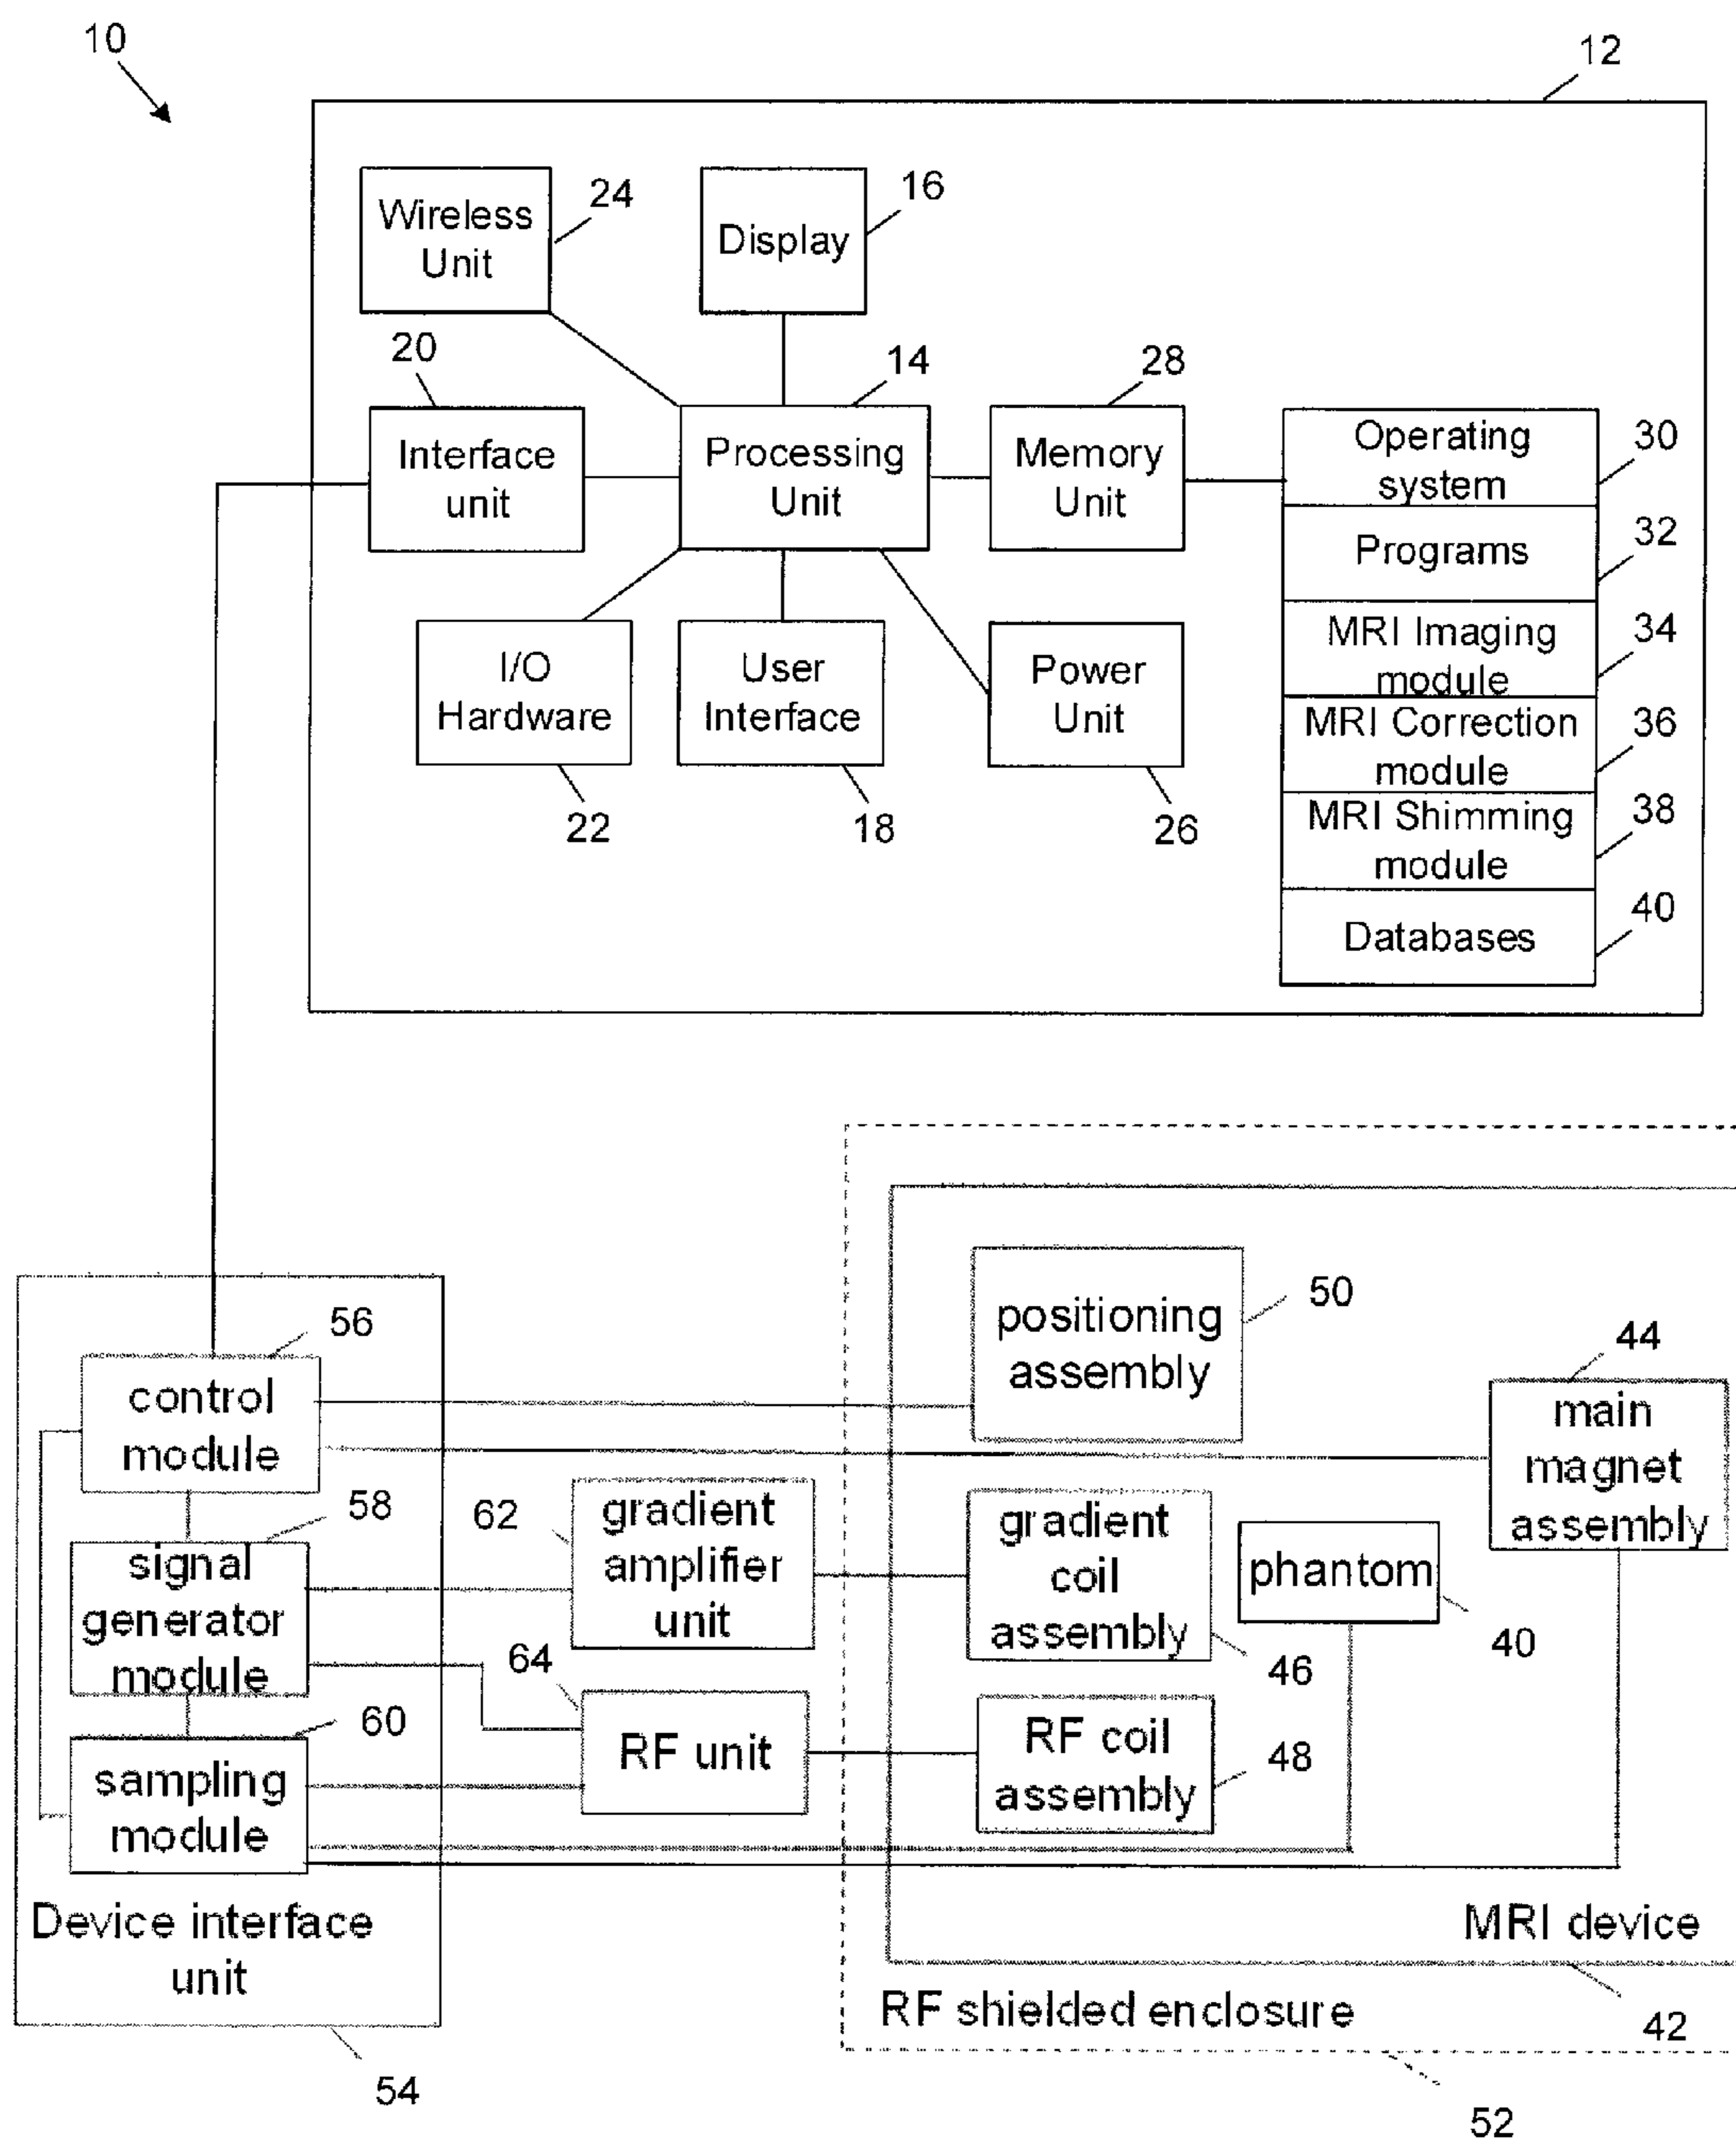 10
12
Wireless
Unit
24
Display
16
20
Interface
unit
14
Processing
Unit
28
Memory
Unit
Operating
system
30
Programs
32
MRI Imaging
module
34
MRI Correction
module
36
MRI Shimming
module
38
Databases
40
I/O
Hardware
22
User
Interface
18
Power
Unit
26
56
control
module
58
signal
generator
module
60
sampling
module
Device interface
unit
54
62
gradient
amplifier
unit
64
RF unit
positioning
assembly
50
44
main
magnet
assembly
gradient
coil
assembly
46
phantom
40
RF coil
assembly
48
MRI device
42
RF shielded enclosure
52